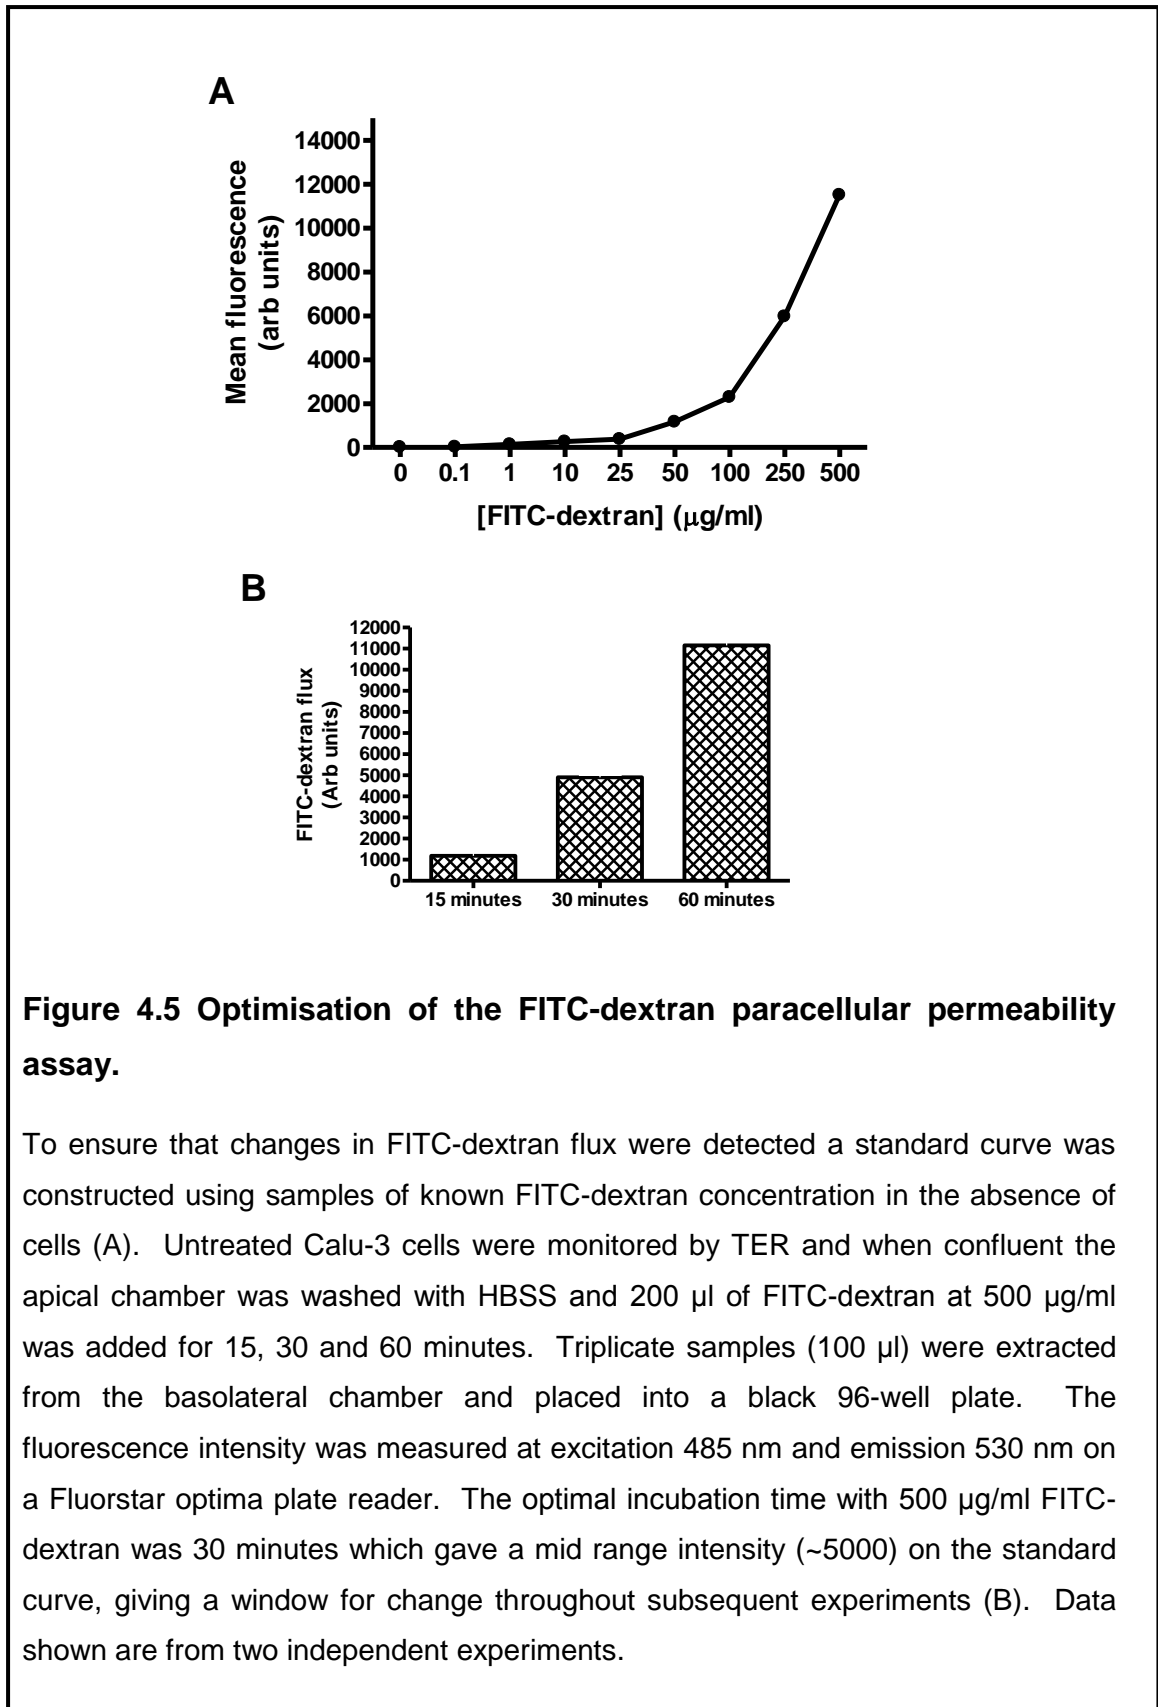 A
Mean fluorescence
(arb units)
14000
12000
10000
8000
6000
4000
2000
0
0 0.1 1 10 25 50 100 250 500
[FITC-dextran] (μg/ml)
B
FITC-dextran flux
(Arb units)
12000
11000
10000
9000
8000
7000
6000
5000
4000
3000
2000
1000
0
15 minutes 30 minutes 60 minutes
Figure 4.5 Optimisation of the FITC-dextran paracellular permeability
assay.
To ensure that changes in FITC-dextran flux were detected a standard curve was
constructed using samples of known FITC-dextran concentration in the absence of
cells (A). Untreated Calu-3 cells were monitored by TER and when confluent the
apical chamber was washed with HBSS and 200 µl of FITC-dextran at 500 µg/ml
was added for 15, 30 and 60 minutes. Triplicate samples (100 µl) were extracted
from the basolateral chamber and placed into a black 96-well plate. The
fluorescence intensity was measured at excitation 485 nm and emission 530 nm on
a Fluorstar optima plate reader. The optimal incubation time with 500 µg/ml FITC-
dextran was 30 minutes which gave a mid range intensity (~5000) on the standard
curve, giving a window for change throughout subsequent experiments (B). Data
shown are from two independent experiments.